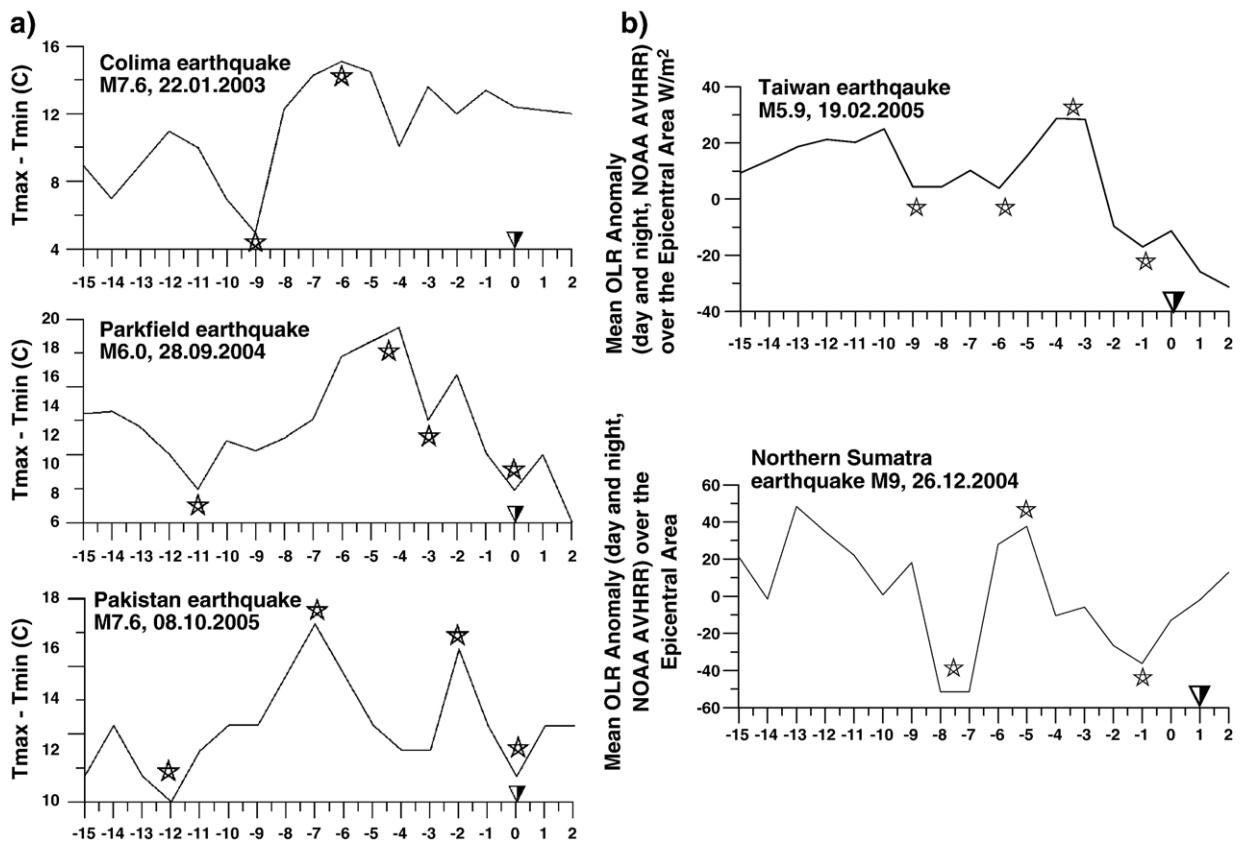 a)
Tmax - Tmin (C)
Colima earthquake
M7.6, 22.01.2003
16
12
8
4
-15 -14 -13 -12 -11 -10 -9 -8 -7 -6 -5 -4 -3 -2 -1 0 1 2
Tmax - Tmin (C)
Parkfield earthquake
M6.0, 28.09.2004
20
18
16
14
12
10
8
6
-15 -14 -13 -12 -11 -10 -9 -8 -7 -6 -5 -4 -3 -2 -1 0 1 2
Tmax - Tmin (C)
Pakistan earthquake
M7.6, 08.10.2005
18
16
14
12
10
-15 -14 -13 -12 -11 -10 -9 -8 -7 -6 -5 -4 -3 -2 -1 0 1 2
b)
Mean OLR Anomaly
(day and night, NOAA AVHRR)
over the Epicentral Area W/m²
Taiwan earthqauke
M5.9, 19.02.2005
40
20
0
-20
-40
-15 -14 -13 -12 -11 -10 -9 -8 -7 -6 -5 -4 -3 -2 -1 0 1 2
Mean OLR Anomaly (day and night,
NOAA AVHRR) over the
Epicentral Area
Northern Sumatra
earthquake M9, 26.12.2004
60
40
20
0
-20
-40
-60
-15 -14 -13 -12 -11 -10 -9 -8 -7 -6 -5 -4 -3 -2 -1 0 1 2